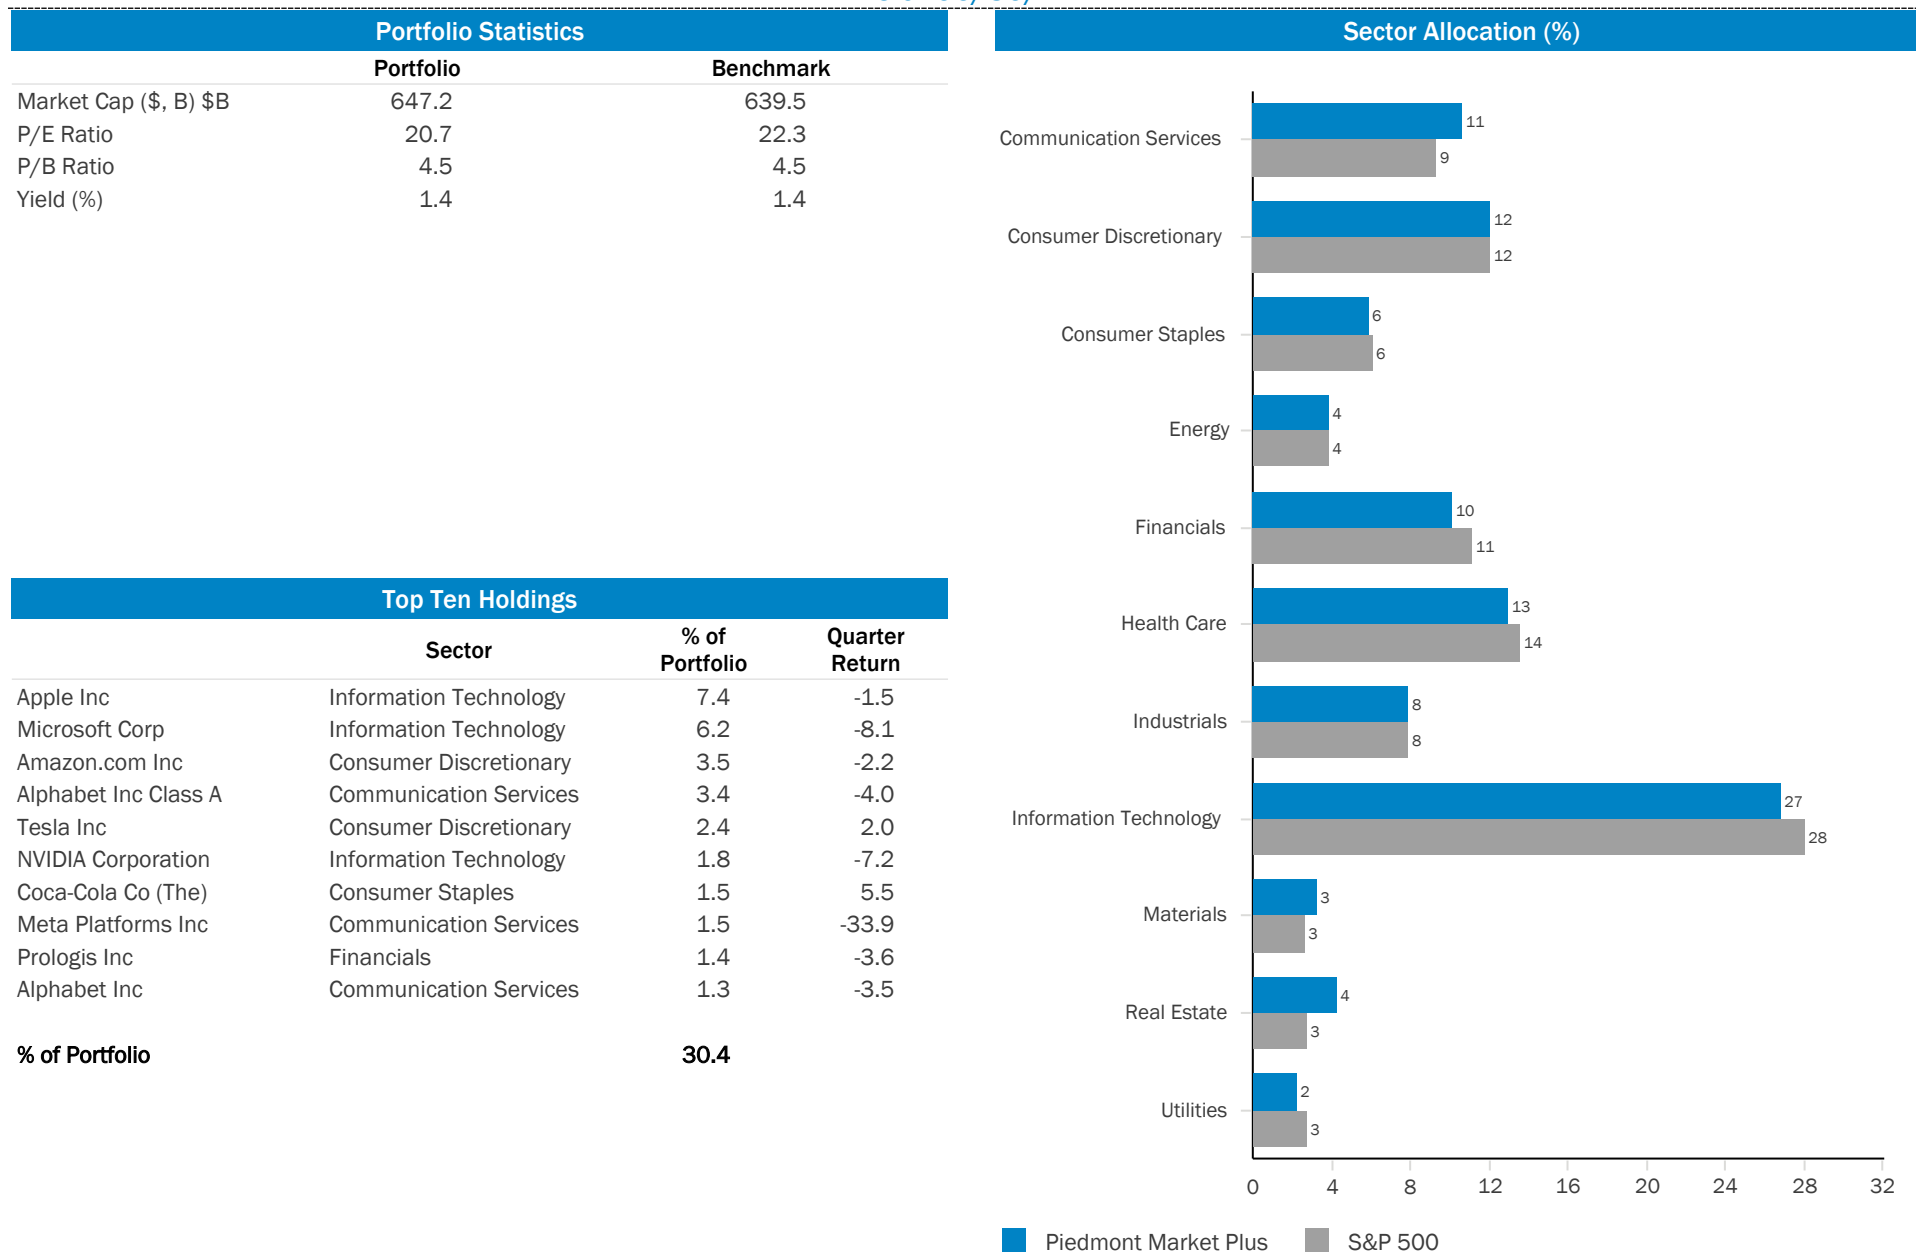 Portfolio Statistics
Portfolio Benchmark
Market Cap ($, B) $B 647.2 639.5
P/E Ratio 20.7 22.3
P/B Ratio 4.5 4.5
Yield (%) 1.4 1.4
Top Ten Holdings
Sector % of Portfolio Quarter Return
Apple Inc Information Technology 7.4 -1.5
Microsoft Corp Information Technology 6.2 -8.1
Amazon.com Inc Consumer Discretionary 3.5 -2.2
Alphabet Inc Class A Communication Services 3.4 -4.0
Tesla Inc Consumer Discretionary 2.4 2.0
NVIDIA Corporation Information Technology 1.8 -7.2
Coca-Cola Co (The) Consumer Staples 1.5 5.5
Meta Platforms Inc Communication Services 1.5 -33.9
Prologis Inc Financials 1.4 -3.6
Alphabet Inc Communication Services 1.3 -3.5
% of Portfolio 30.4
Sector Allocation (%)
Communication Services 11 9
Consumer Discretionary 12 12
Consumer Staples 6 6
Energy 4 4
Financials 10 11
Health Care 13 14
Industrials 8 8
Information Technology 27 28
Materials 3 3
Real Estate 4 3
Utilities 2 3
0 4 8 12 16 20 24 28 32
Piedmont Market Plus S&P 500